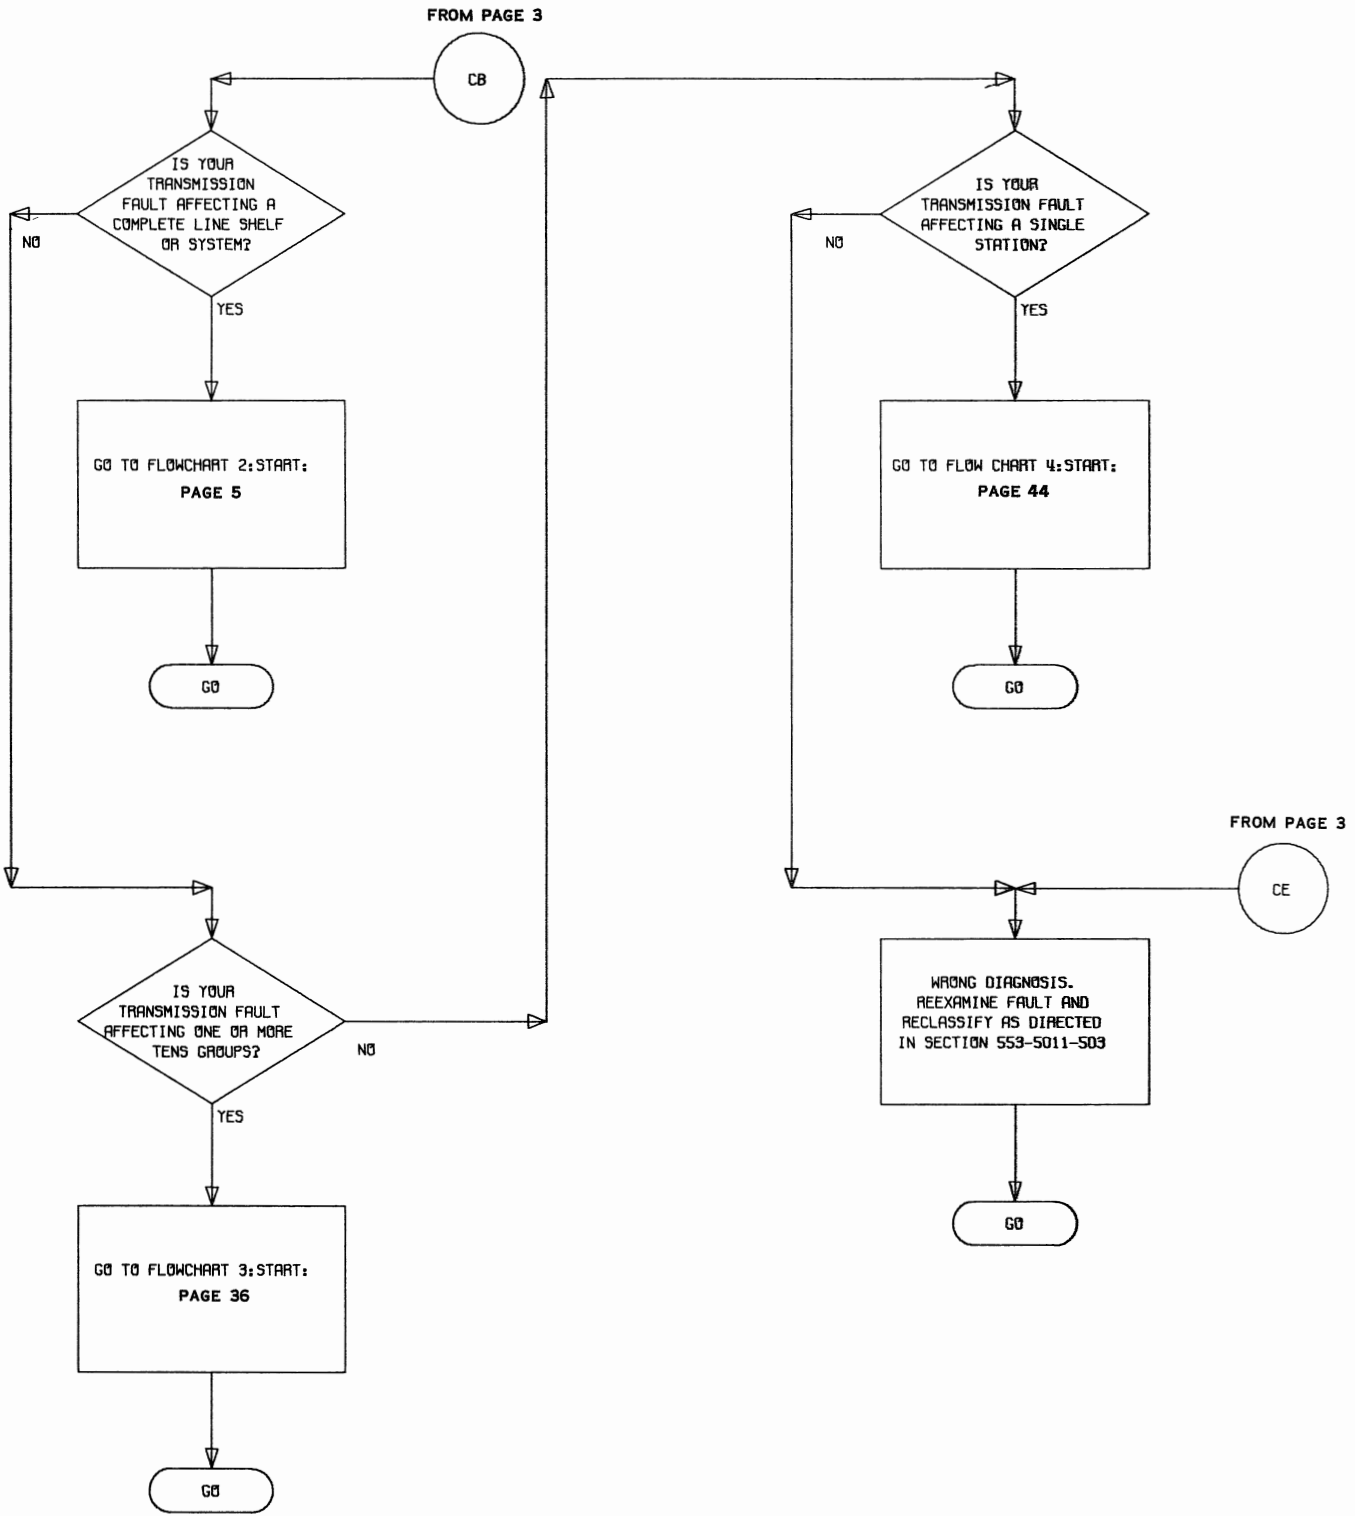 FROM PAGE 3
CB
IS YOUR
TRANSMISSION
FAULT AFFECTING A
COMPLETE LINE SHELF
OR SYSTEM?
NO
YES
GO TO FLOWCHART 2:START:
PAGE 5
GO
IS YOUR
TRANSMISSION FAULT
AFFECTING ONE OR MORE
TENS GROUPS?
NO
YES
GO TO FLOWCHART 3:START:
PAGE 36
GO
IS YOUR
TRANSMISSION FAULT
AFFECTING A SINGLE
STATION?
NO
YES
GO TO FLOW CHART 4:START:
PAGE 44
GO
FROM PAGE 3
CE
WRONG DIAGNOSIS.
REEXAMINE FAULT AND
RECLASSIFY AS DIRECTED
IN SECTION 553-5011-503
GO